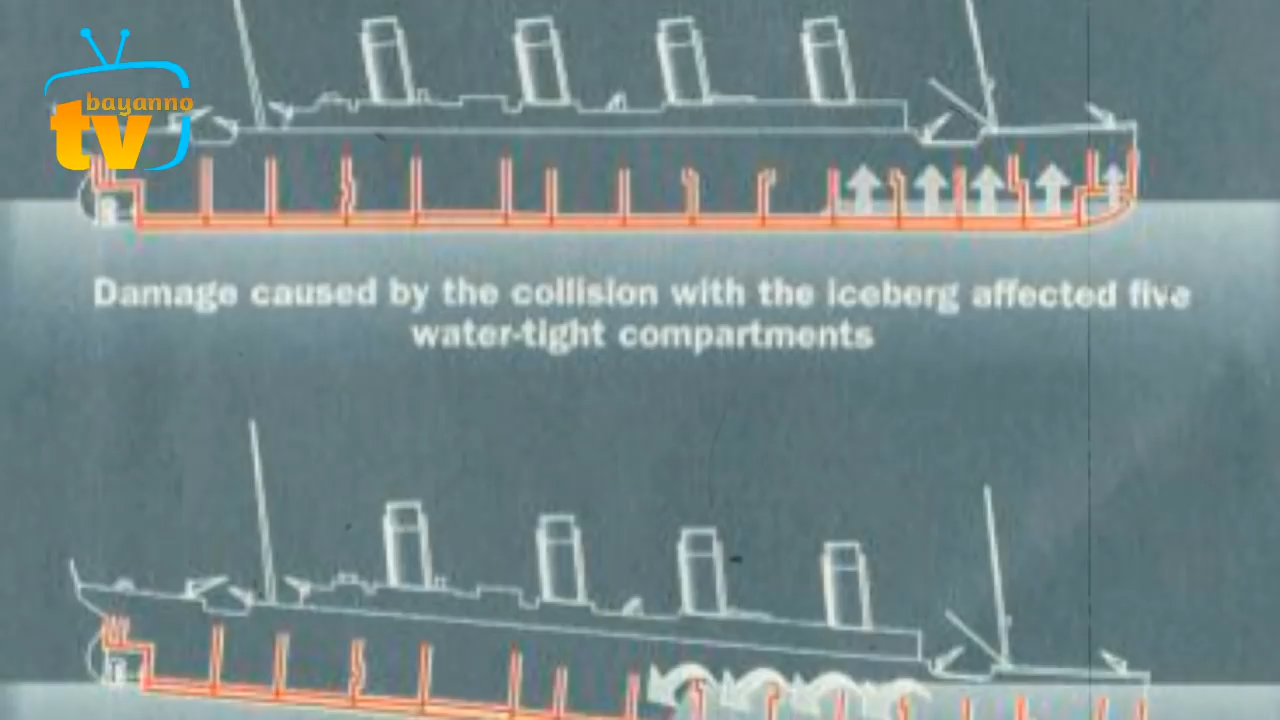 bayanno
tv
Damage caused by the collision with the iceberg affected five
water-tight compartments